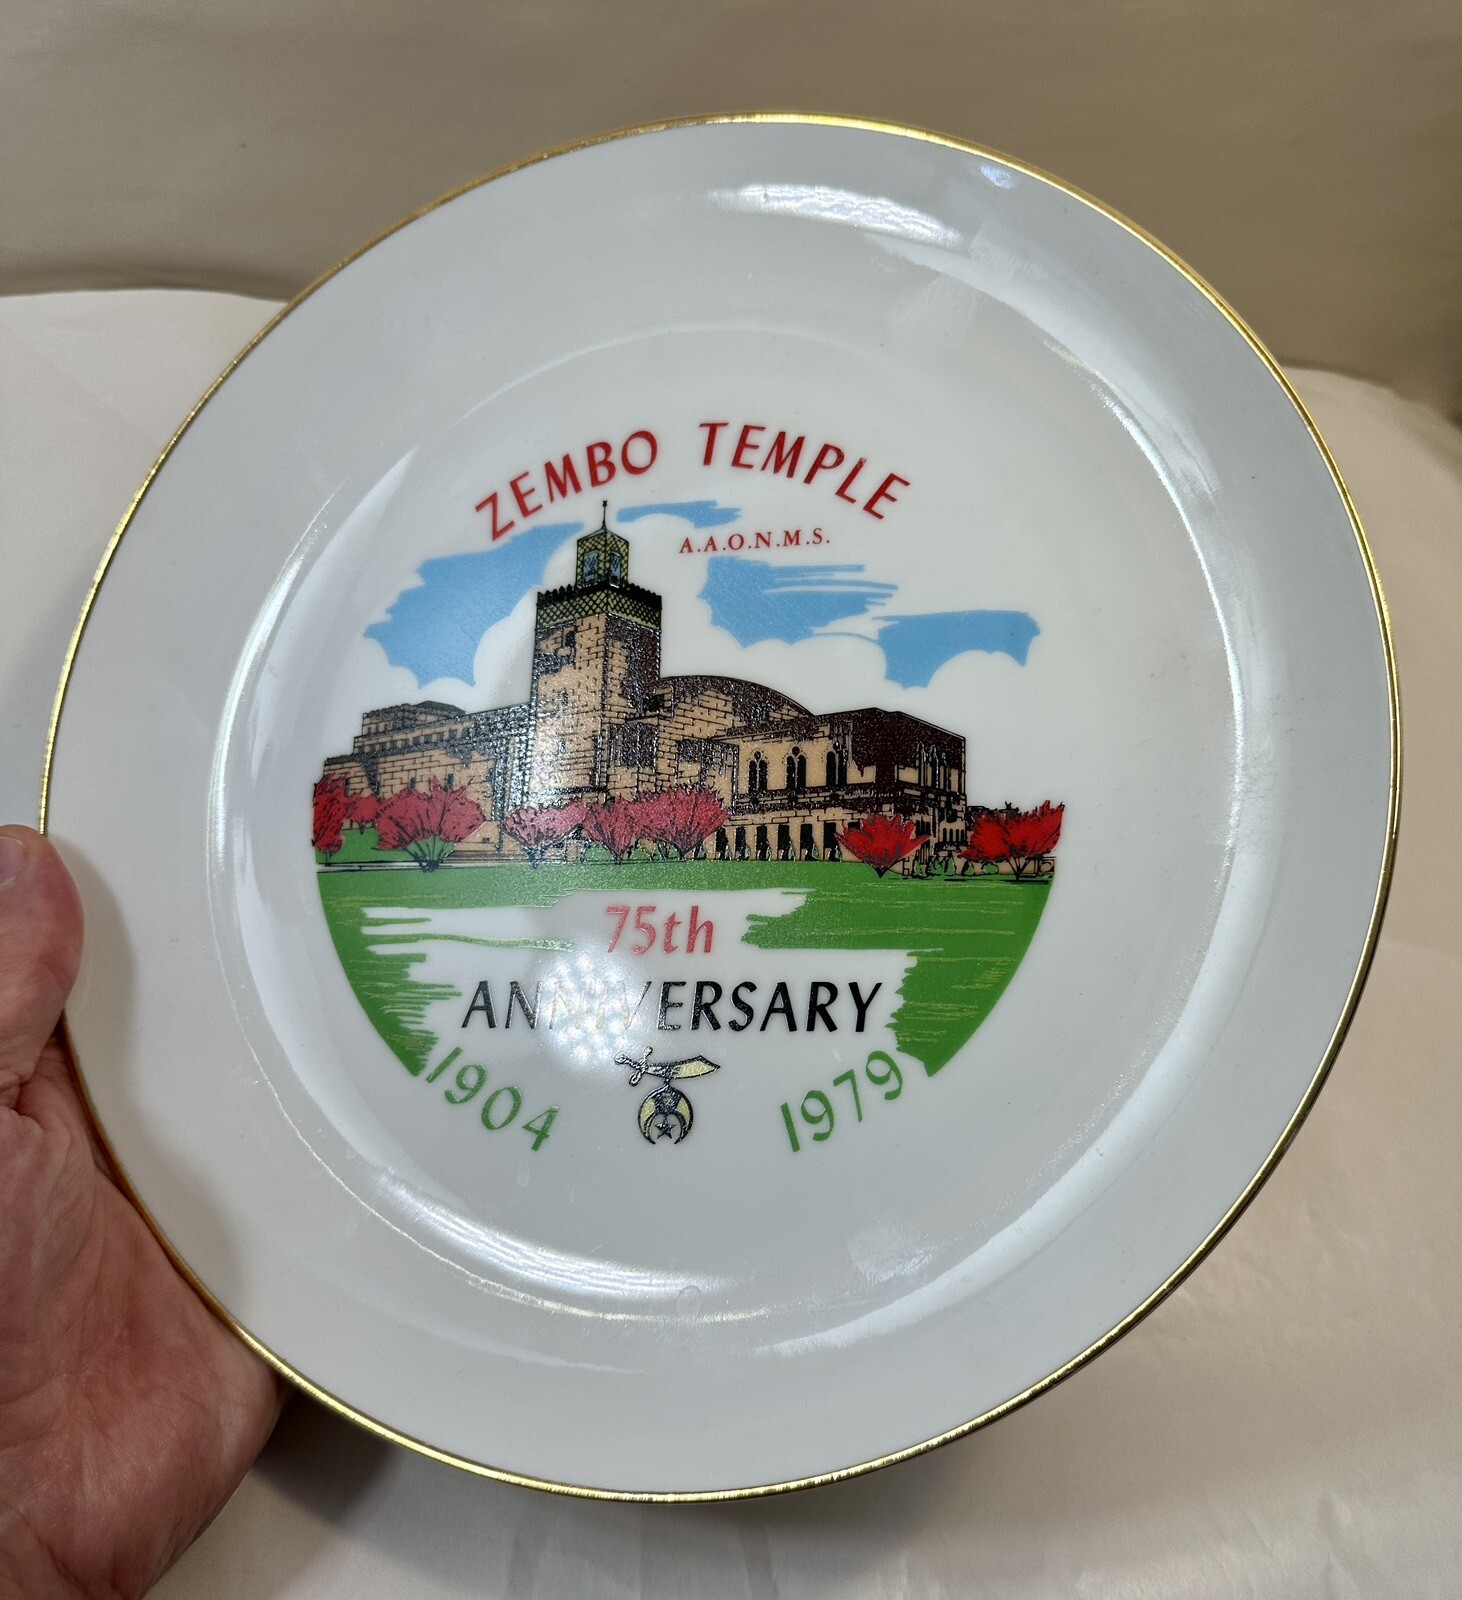 ZEMBO TEMPLE
A.A.O.N.M.S.
75th
ANNIVERSARY
1904 1979